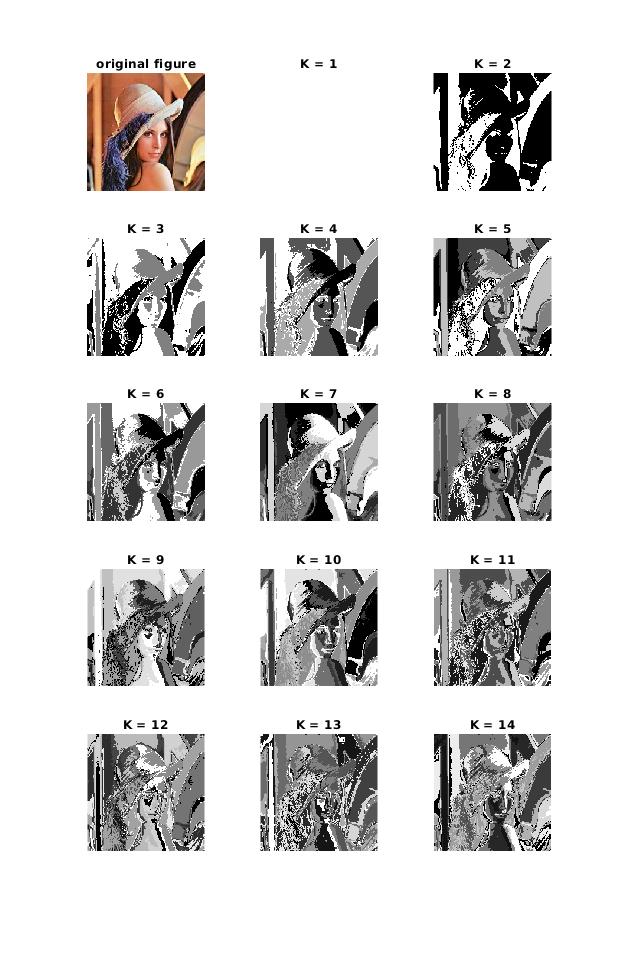 original figure
K = 1
K = 2
K = 3
K = 4
K = 5
K = 6
K = 7
K = 8
K = 9
K = 10
K = 11
K = 12
K = 13
K = 14